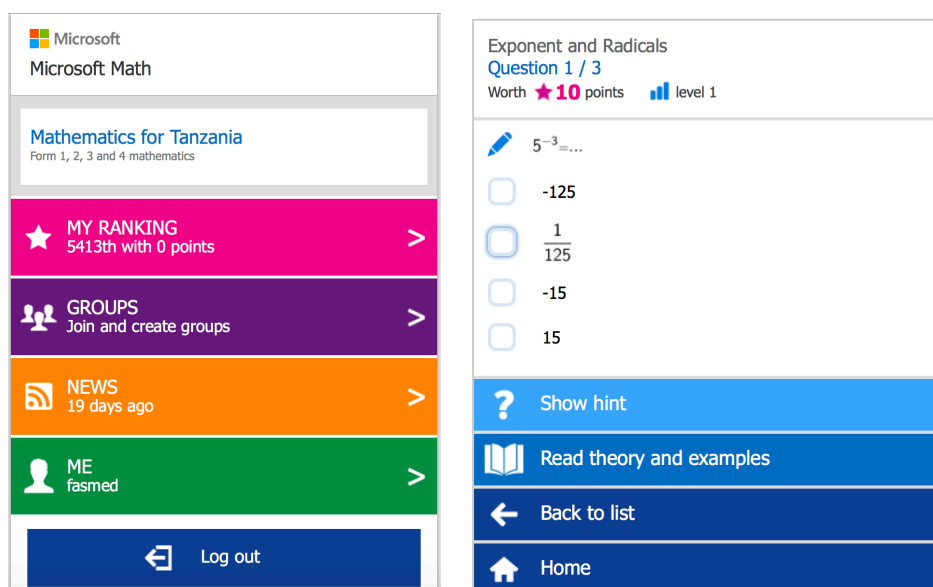 Microsoft
Microsoft Math
Mathematics for Tanzania
Form 1, 2, 3 and 4 mathematics
MY RANKING
5413th with 0 points
>
GROUPS
Join and create groups
>
NEWS
19 days ago
>
ME
fasmed
>
Log out
Exponent and Radicals
Question 1 / 3
Worth 10 points level 1
5⁻³=...
-125
1
125
-15
15
? Show hint
Read theory and examples
Back to list
Home